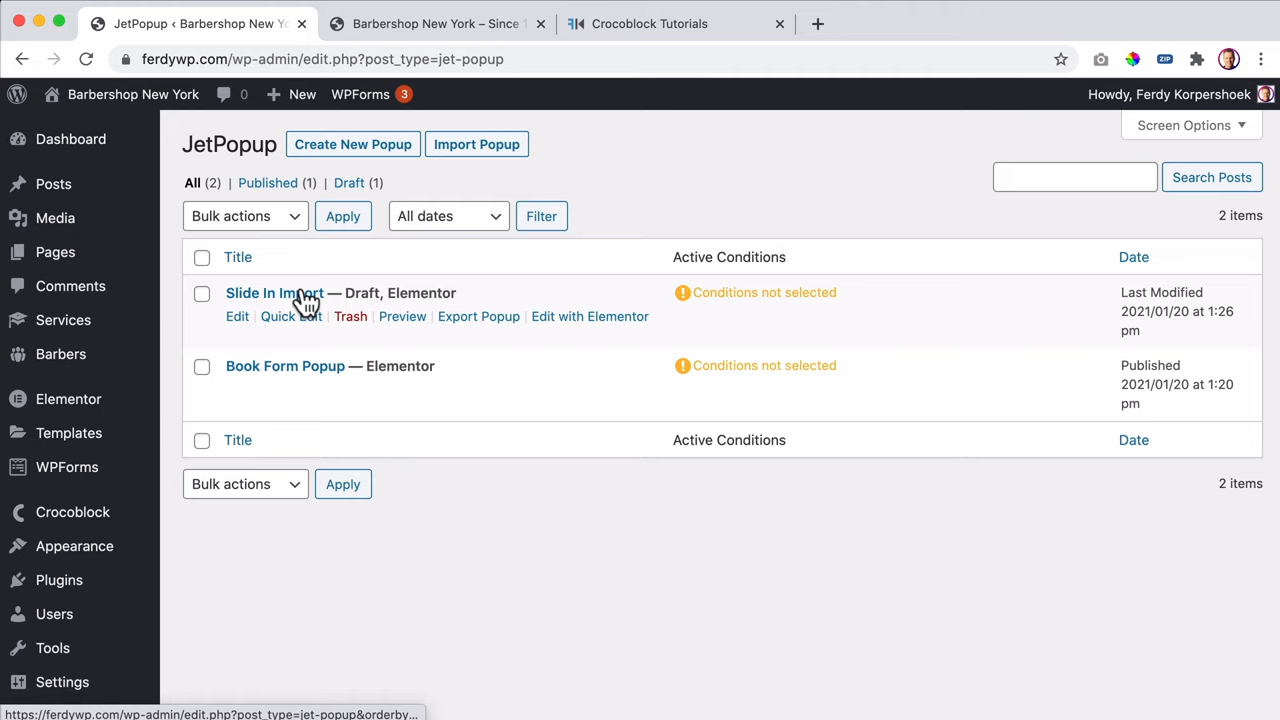 JetPopup ‹ Barbershop New Yo
Barbershop New York – Since 1
Crocoblock Tutorials
ferdywp.com/wp-admin/edit.php?post_type=jet-popup
ZIP
Barbershop New York
0
New
WPForms 3
Howdy, Ferdy Korpershoek
Dashboard
Posts
Media
Pages
Comments
Services
Barbers
Elementor
Templates
WPForms
Crocoblock
Appearance
Plugins
Users
Tools
Settings
Screen Options
JetPopup
Create New Popup
Import Popup
All (2) | Published (1) | Draft (1)
Search Posts
Bulk actions
Apply
All dates
Filter
2 items
Title
Active Conditions
Date
Slide In Import — Draft, Elementor
Edit | Quick Edit | Trash | Preview | Export Popup | Edit with Elementor
Conditions not selected
Last Modified
2021/01/20 at 1:26
pm
Book Form Popup — Elementor
Conditions not selected
Published
2021/01/20 at 1:20
pm
Title
Active Conditions
Date
Bulk actions
Apply
2 items
https://ferdywp.com/wp-admin/edit.php?post_type=jet-popup&orderby...